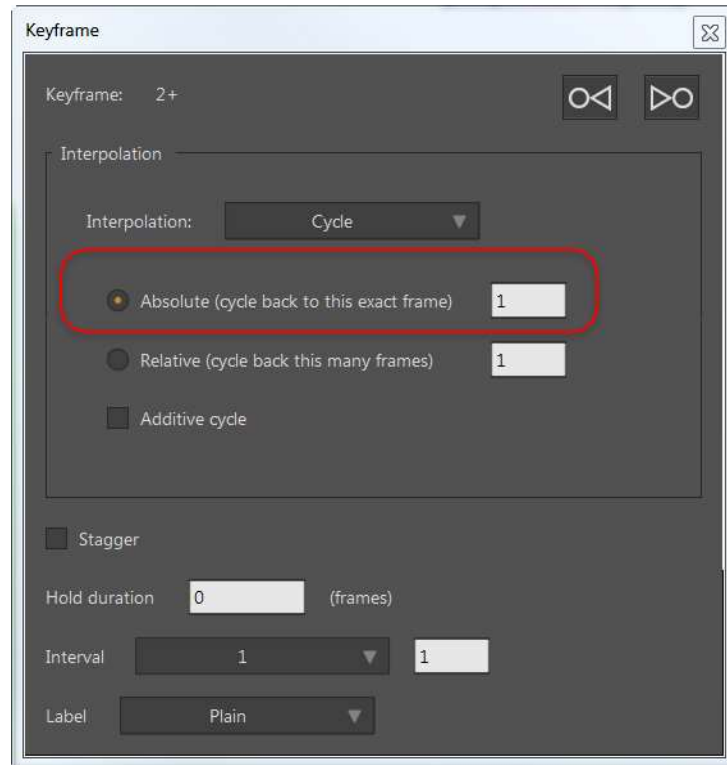 Keyframe
Keyframe: 2+
Interpolation
Interpolation: Cycle
Absolute (cycle back to this exact frame) 1
Relative (cycle back this many frames) 1
Additive cycle
Stagger
Hold duration 0 (frames)
Interval 1 1
Label Plain